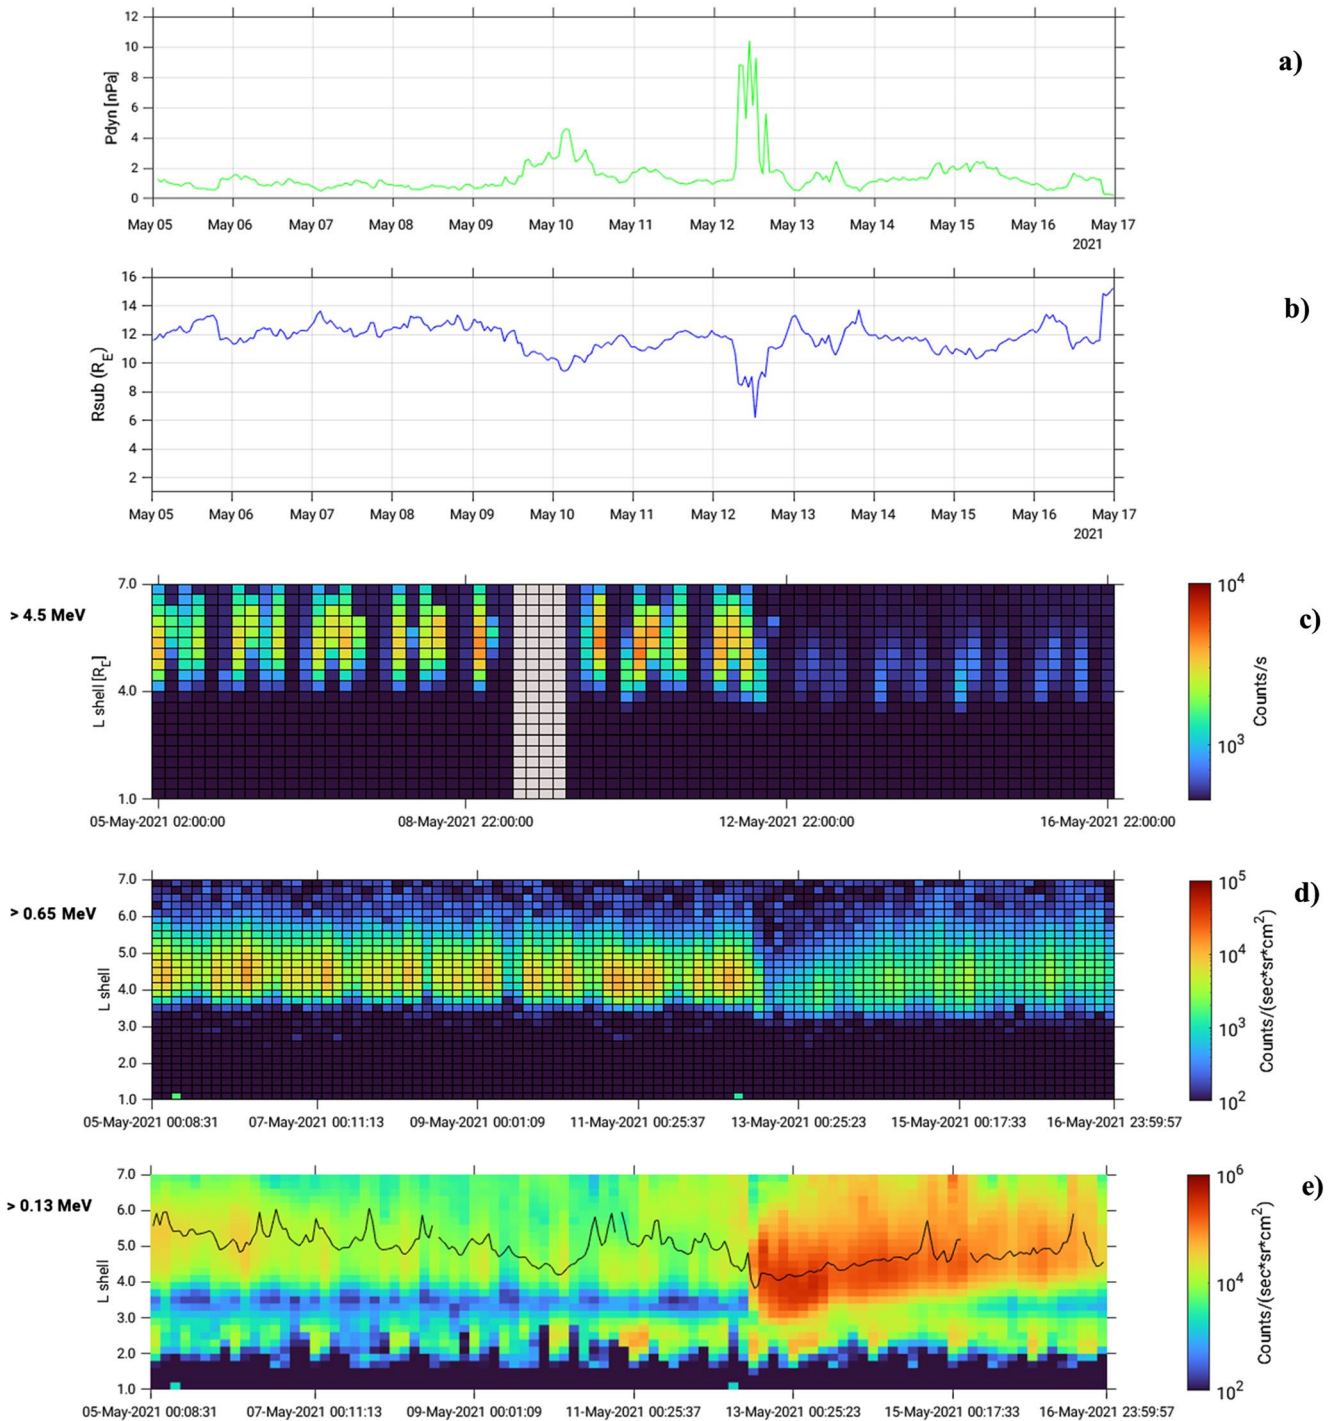 12
10
8
6
4
2
0
Pdyn [nPa]
a)
May 05 May 06 May 07 May 08 May 09 May 10 May 11 May 12 May 13 May 14 May 15 May 16 May 17
2021
16
14
12
10
8
6
4
2
Rsub (R_E)
b)
May 05 May 06 May 07 May 08 May 09 May 10 May 11 May 12 May 13 May 14 May 15 May 16 May 17
2021
> 4.5 MeV
7.0
4.0
1.0
L shell [R_E]
10^4
10^3
Counts/s
c)
05-May-2021 02:00:00 08-May-2021 22:00:00 12-May-2021 22:00:00 16-May-2021 22:00:00
> 0.65 MeV
7.0
6.0
5.0
4.0
3.0
2.0
1.0
L shell
10^5
10^4
10^3
10^2
Counts/(sec*sr*cm^2)
d)
05-May-2021 00:08:31 07-May-2021 00:11:13 09-May-2021 00:01:09 11-May-2021 00:25:37 13-May-2021 00:25:23 15-May-2021 00:17:33 16-May-2021 23:59:57
> 0.13 MeV
7.0
6.0
5.0
4.0
3.0
2.0
1.0
L shell
10^6
10^4
10^2
Counts/(sec*sr*cm^2)
e)
05-May-2021 00:08:31 07-May-2021 00:11:13 09-May-2021 00:01:09 11-May-2021 00:25:37 13-May-2021 00:25:23 15-May-2021 00:17:33 16-May-2021 23:59:57